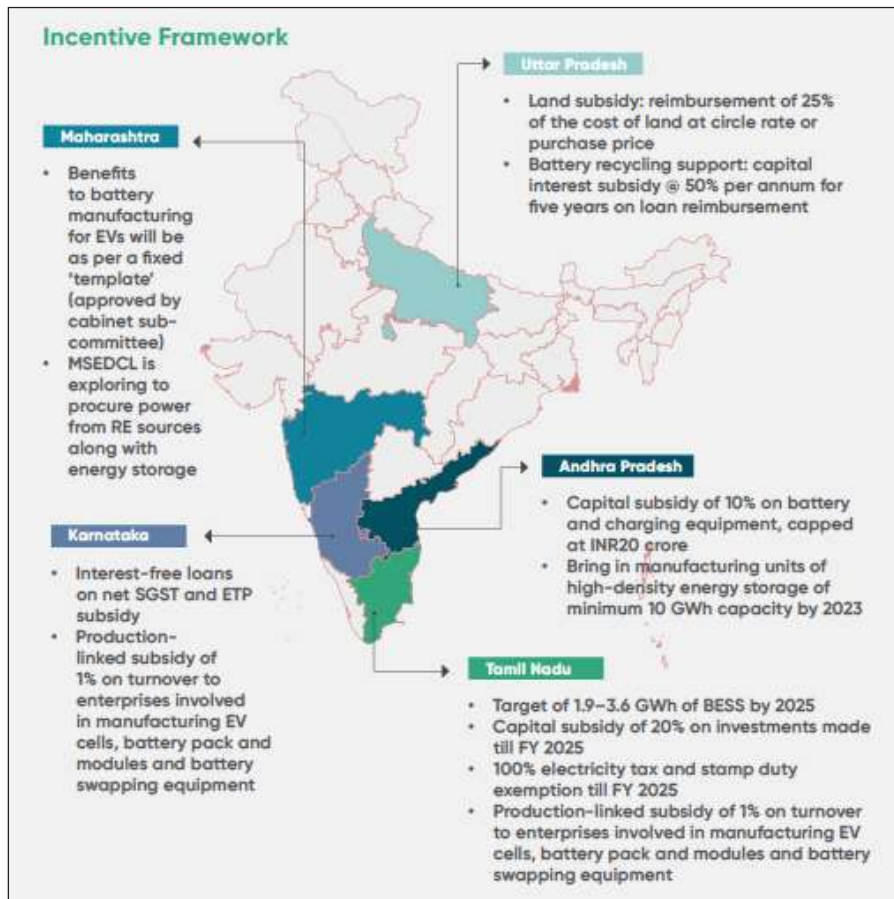 Incentive Framework
Uttar Pradesh
• Land subsidy: reimbursement of 25%
of the cost of land at circle rate or
purchase price
• Battery recycling support: capital
interest subsidy @ 50% per annum for
five years on loan reimbursement
Maharashtra
• Benefits
to battery
manufacturing
for EVs will be
as per a fixed
‘template’
(approved by
cabinet sub-
committee)
• MSEDCL is
exploring to
procure power
from RE sources
along with
energy storage
Andhra Pradesh
• Capital subsidy of 10% on battery
and charging equipment, capped
at INR20 crore
• Bring in manufacturing units of
high-density energy storage of
minimum 10 GWh capacity by 2023
Karnataka
• Interest-free loans
on net SGST and ETP
subsidy
• Production-
linked subsidy of
1% on turnover to
enterprises involved
in manufacturing EV
cells, battery pack and
modules and battery
swapping equipment
Tamil Nadu
• Target of 1.9–3.6 GWh of BESS by 2025
• Capital subsidy of 20% on investments made
till FY 2025
• 100% electricity tax and stamp duty
exemption till FY 2025
• Production-linked subsidy of 1% on turnover
to enterprises involved in manufacturing EV
cells, battery pack and modules and battery
swapping equipment